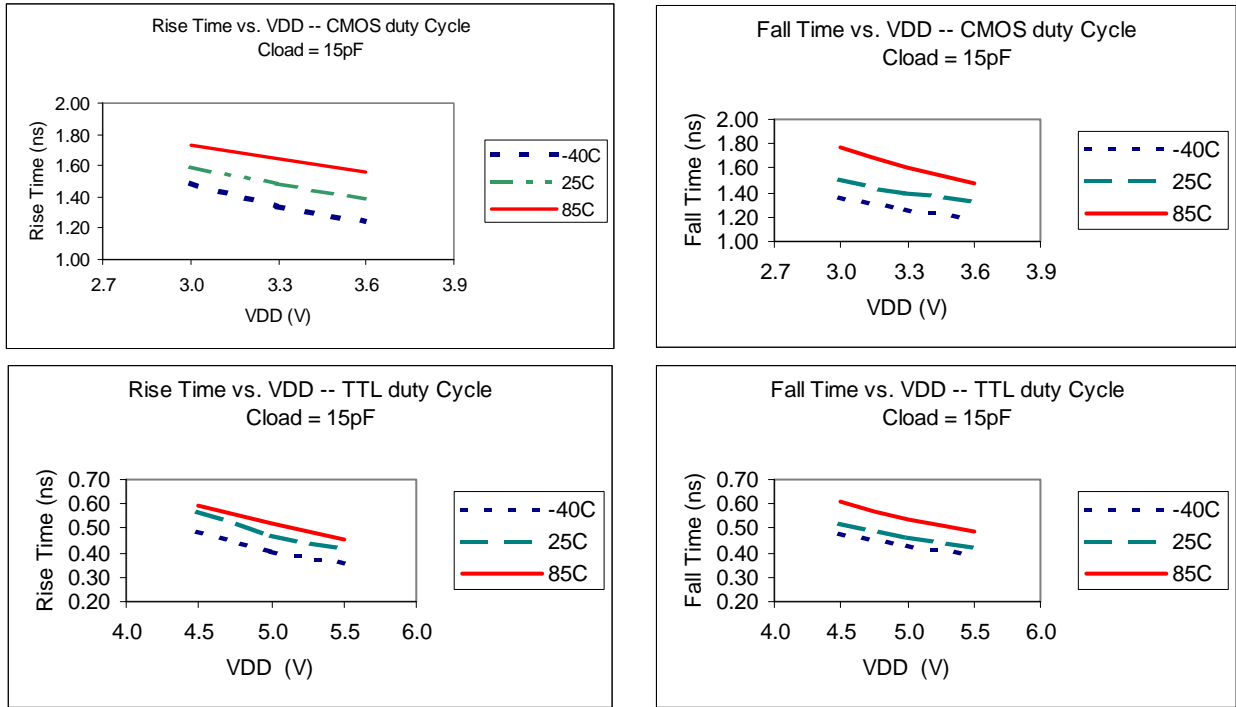 Rise Time vs. VDD -- CMOS duty Cycle
Cload = 15pF
Rise Time (ns)
2.00
1.80
1.60
1.40
1.20
1.00
2.7 3.0 3.3 3.6 3.9
VDD (V)
-40C
25C
85C
Fall Time vs. VDD -- CMOS duty Cycle
Cload = 15pF
Fall Time (ns)
2.00
1.80
1.60
1.40
1.20
1.00
2.7 3.0 3.3 3.6 3.9
VDD (V)
-40C
25C
85C
Rise Time vs. VDD -- TTL duty Cycle
Cload = 15pF
Rise Time (ns)
0.70
0.60
0.50
0.40
0.30
0.20
4.0 4.5 5.0 5.5 6.0
VDD (V)
-40C
25C
85C
Fall Time vs. VDD -- TTL duty Cycle
Cload = 15pF
Fall Time (ns)
0.70
0.60
0.50
0.40
0.30
0.20
4.0 4.5 5.0 5.5 6.0
VDD (V)
-40C
25C
85C